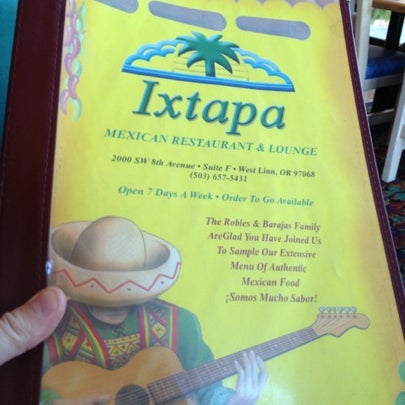 Ixtapa
MEXICAN RESTAURANT & LOUNGE
2000 SW 8th Avenue • Suite F • West Linn, OR 97068
(503) 657-5431
Open 7 Days A Week • Order To Go Available
The Robles & Barajas Family
AreGlad You Have Joined Us
To Sample Our Extensive
Menu Of Authentic
Mexican Food
¡Somos Mucho Sabor!